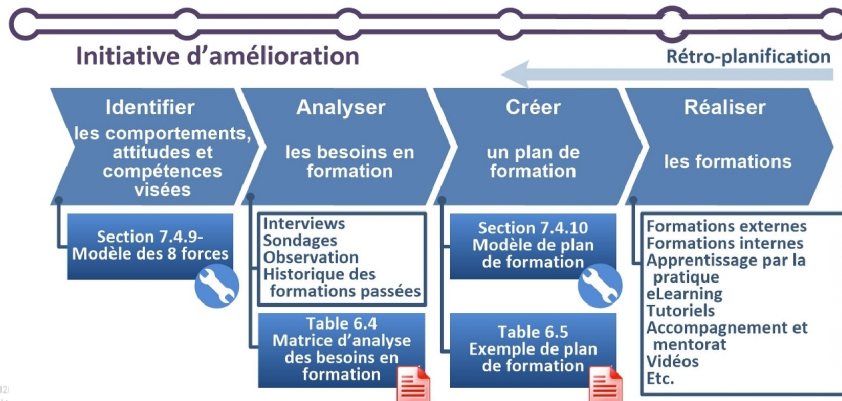 Initiative d'amélioration
Rétro-planification
Identifier
les comportements,
attitudes et
compétences
visées
Analyser
les besoins en
formation
Créer
un plan de
formation
Réaliser
les formations
Section 7.4.9-
Modèle des 8 forces
Interviews
Sondages
Observation
Historique des
formations passées
Table 6.4
Matrice d'analyse
des besoins en
formation
Section 7.4.10
Modèle de plan
de formation
Table 6.5
Exemple de plan
de formation
Formations externes
Formations internes
Apprentissage par la
pratique
eLearning
Tutoriels
Accompagnement et
mentorat
Vidéos
Etc.